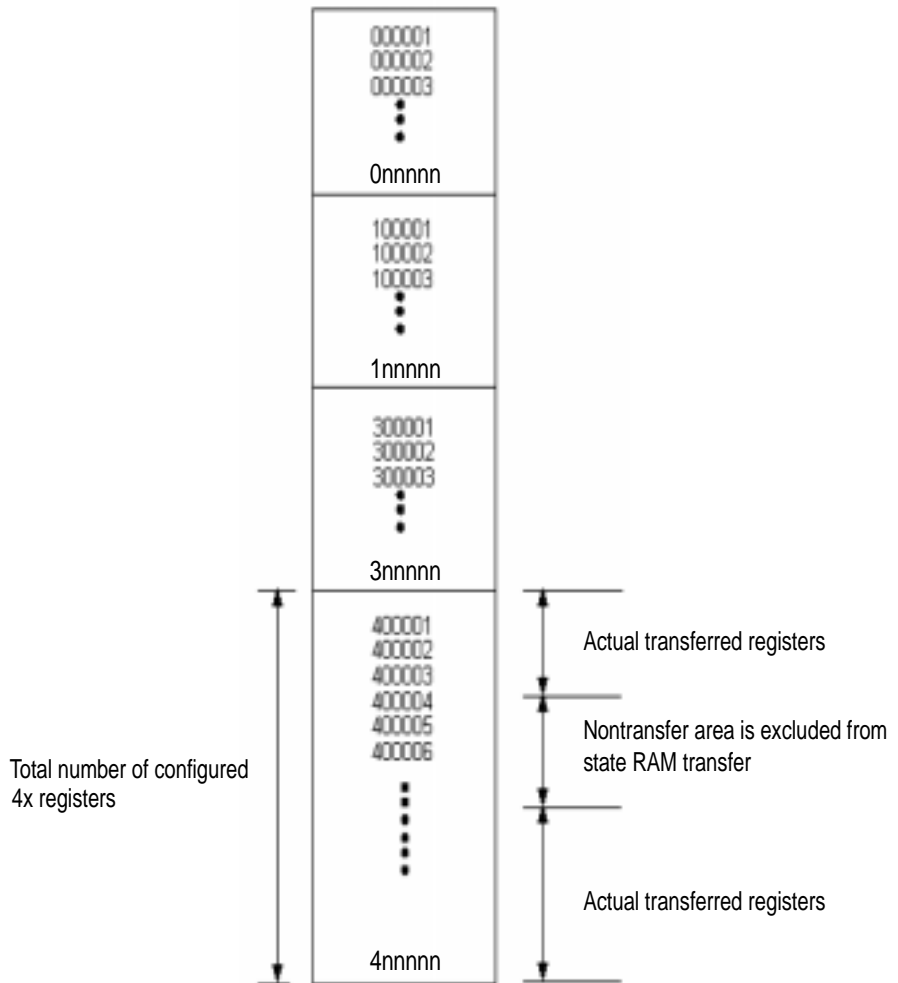 000001
000002
000003
0nnnnn
100001
100002
100003
1nnnnn
300001
300002
300003
3nnnnn
400001
400002
400003
400004
400005
400006
4nnnnn
Total number of configured
4x registers
Actual transferred registers
Nontransfer area is excluded from
state RAM transfer
Actual transferred registers